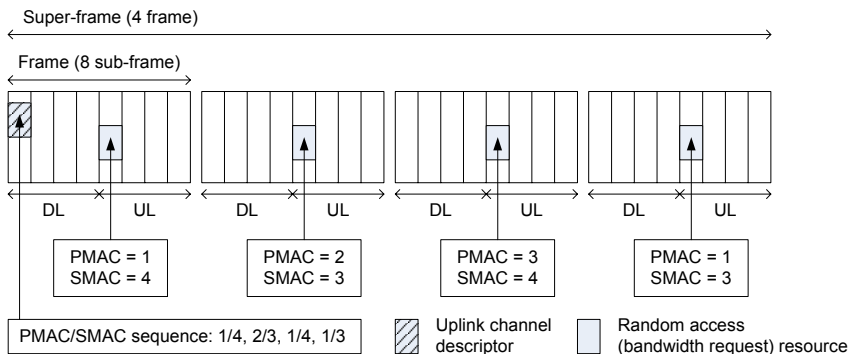 Super-frame (4 frame)
Frame (8 sub-frame)
DL UL DL UL DL UL DL UL
PMAC = 1
SMAC = 4
PMAC = 2
SMAC = 3
PMAC = 3
SMAC = 4
PMAC = 1
SMAC = 3
PMAC/SMAC sequence: 1/4, 2/3, 1/4, 1/3
Uplink channel
descriptor
Random access
(bandwidth request) resource